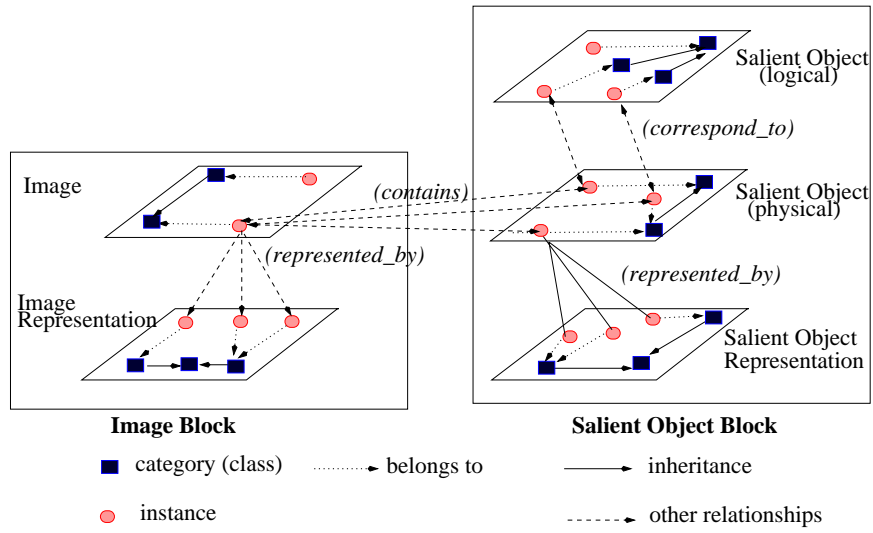 Salient Object
(logical)
(correspond_to)
Image
(contains)
Salient Object
(physical)
(represented_by)
(represented_by)
Image
Representation
Salient Object
Representation
Image Block
Salient Object Block
category (class)
belongs to
inheritance
instance
other relationships